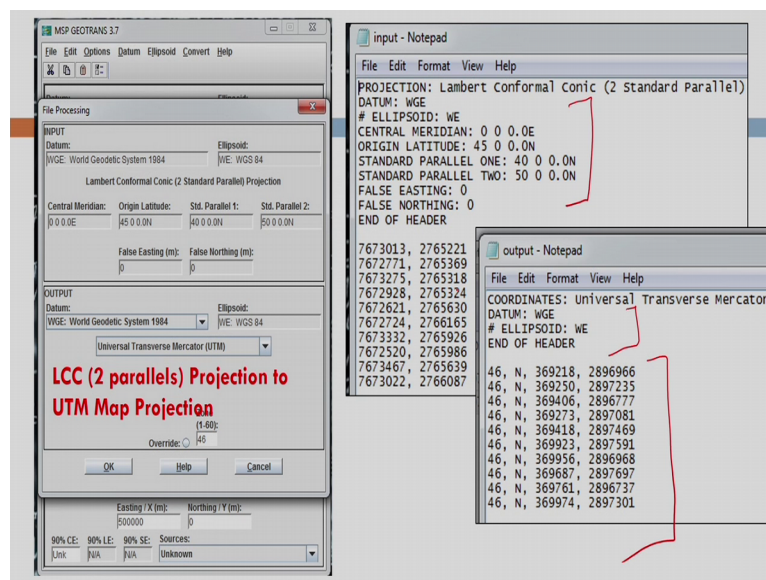 MSP GEOTRANS 3.7
File Edit Options Datum Ellipsoid Convert Help
File Processing
INPUT
Datum:
Ellipsoid:
WGE: World Geodetic System 1984
WE: WGS 84
Lambert Conformal Conic (2 Standard Parallel) Projection
Central Meridian:
Origin Latitude:
Std. Parallel 1:
Std. Parallel 2:
0 0 0.0E
45 0 0.0N
40 0 0.0N
50 0 0.0N
False Easting (m):
False Northing (m):
0
0
OUTPUT
Datum:
Ellipsoid:
WGE: World Geodetic System 1984
WE: WGS 84
Universal Transverse Mercator (UTM)
LCC (2 parallels) Projection to
UTM Map Projection
(1-60):
Override:
46
OK
Help
Cancel
Easting / X (m):
Northing / Y (m):
500000
0
90% CE:
90% LE:
90% SE:
Sources:
Unk
N/A
N/A
Unknown
input - Notepad
File Edit Format View Help
PROJECTION: Lambert Conformal Conic (2 Standard Parallel)
DATUM: WGE
# ELLIPSOID: WE
CENTRAL MERIDIAN: 0 0 0.0E
ORIGIN LATITUDE: 45 0 0.0N
STANDARD PARALLEL ONE: 40 0 0.0N
STANDARD PARALLEL TWO: 50 0 0.0N
FALSE EASTING: 0
FALSE NORTHING: 0
END OF HEADER
7673013, 2765221
7672771, 2765369
7673275, 2765318
7672928, 2765324
7672621, 2765630
7672724, 2766165
7673332, 2765926
7672520, 2765986
7673467, 2765639
7673022, 2766087
output - Notepad
File Edit Format View Help
COORDINATES: Universal Transverse Mercator
DATUM: WGE
# ELLIPSOID: WE
END OF HEADER
46, N, 369218, 2896966
46, N, 369250, 2897235
46, N, 369406, 2896777
46, N, 369273, 2897081
46, N, 369418, 2897469
46, N, 369923, 2897591
46, N, 369956, 2896968
46, N, 369687, 2897697
46, N, 369761, 2896737
46, N, 369974, 2897301